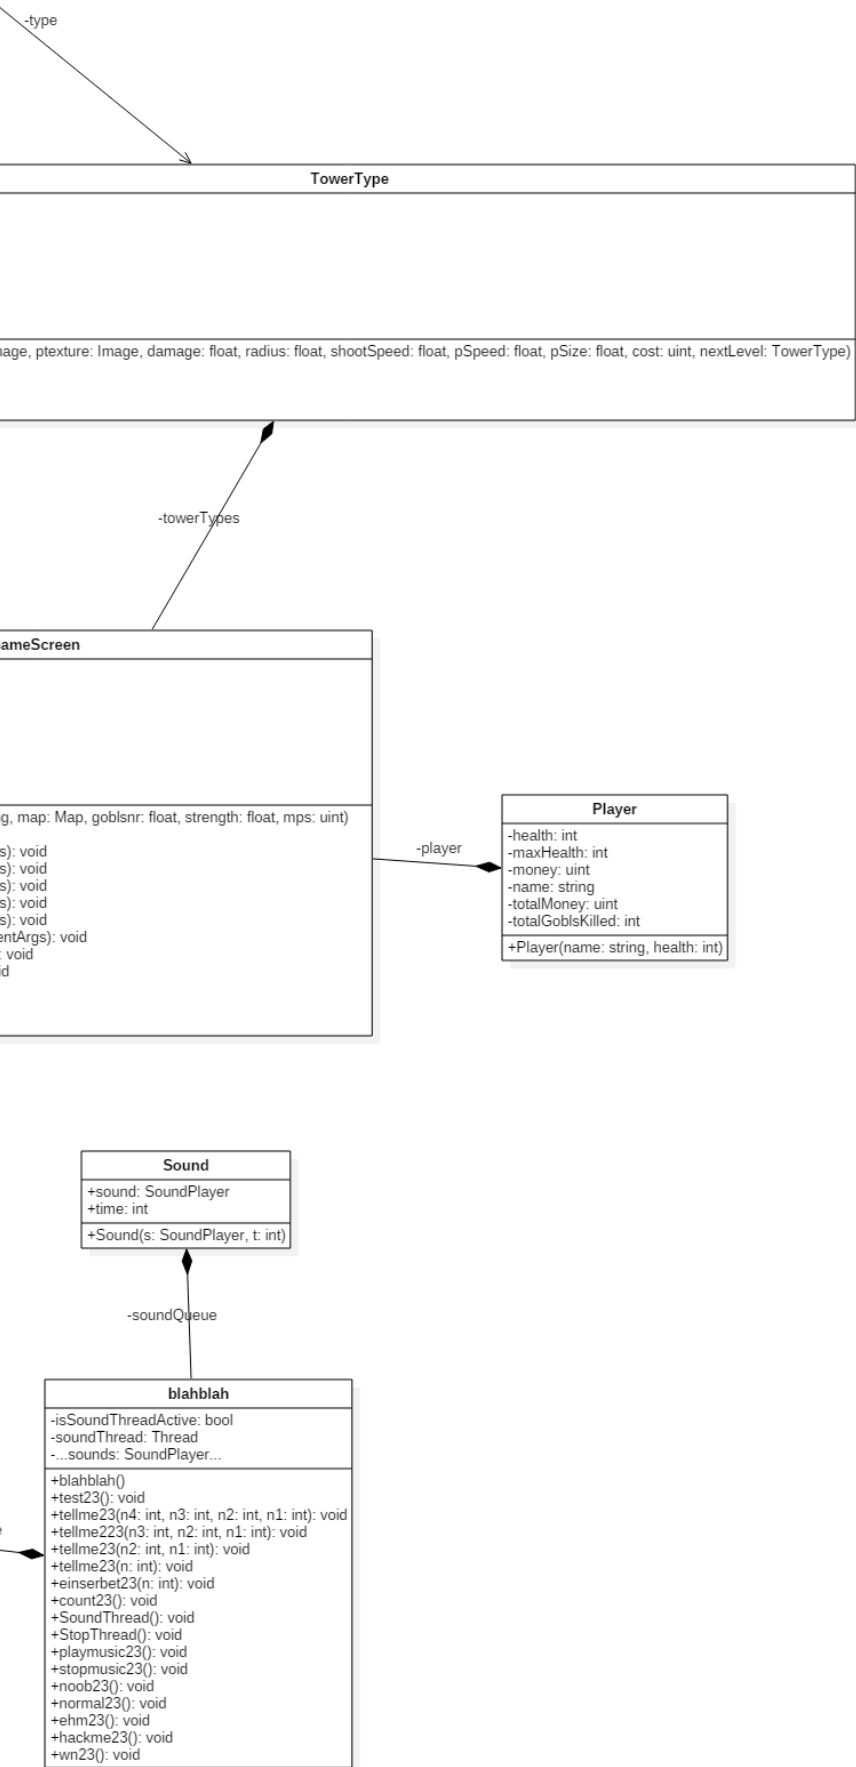 -type
TowerType
ptexture: Image, damage: float, radius: float, shootSpeed: float, pSpeed: float, pSize: float, cost: uint, nextLevel: TowerType)
-towerTypes
ameScreen
g, map: Map, goblsnr: float, strength: float, mps: uint)
s): void
s): void
s): void
s): void
s): void
entArgs): void
: void
id
-player
Player
-health: int
-maxHealth: int
-money: uint
-name: string
-totalMoney: uint
-totalGoblsKilled: int
+Player(name: string, health: int)
Sound
+sound: SoundPlayer
+time: int
+Sound(s: SoundPlayer, t: int)
-soundQueue
blahblah
-isSoundThreadActive: bool
-soundThread: Thread
-...sounds: SoundPlayer...
+blahblah()
+test23(): void
+tellme23(n4: int, n3: int, n2: int, n1: int): void
+tellme223(n3: int, n2: int, n1: int): void
+tellme23(n2: int, n1: int): void
+tellme23(n: int): void
+einserbet23(n: int): void
+count23(): void
+SoundThread(): void
+StopThread(): void
+playmusic23(): void
+stopmusic23(): void
+noob23(): void
+normal23(): void
+ehm23(): void
+hackme23(): void
+wn23(): void